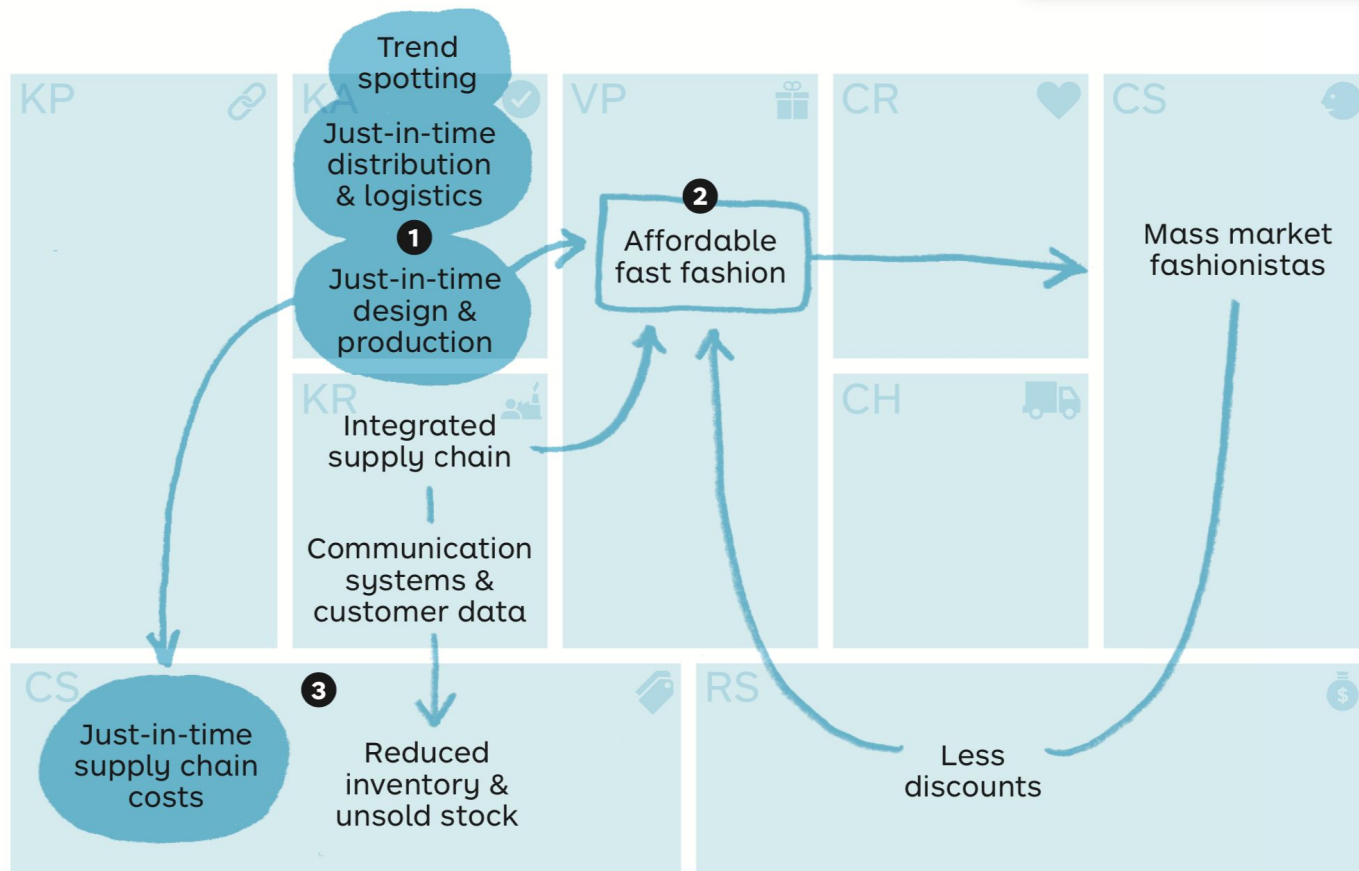 KP
KA
Trend
spotting
Just-in-time
distribution
& logistics
1
Just-in-time
design &
production
VP
2
Affordable
fast fashion
CR
CS
Mass market
fashionistas
KR
Integrated
supply chain
Communication
systems &
customer data
CH
CS
3
Just-in-time
supply chain
costs
Reduced
inventory &
unsold stock
RS
$
Less
discounts